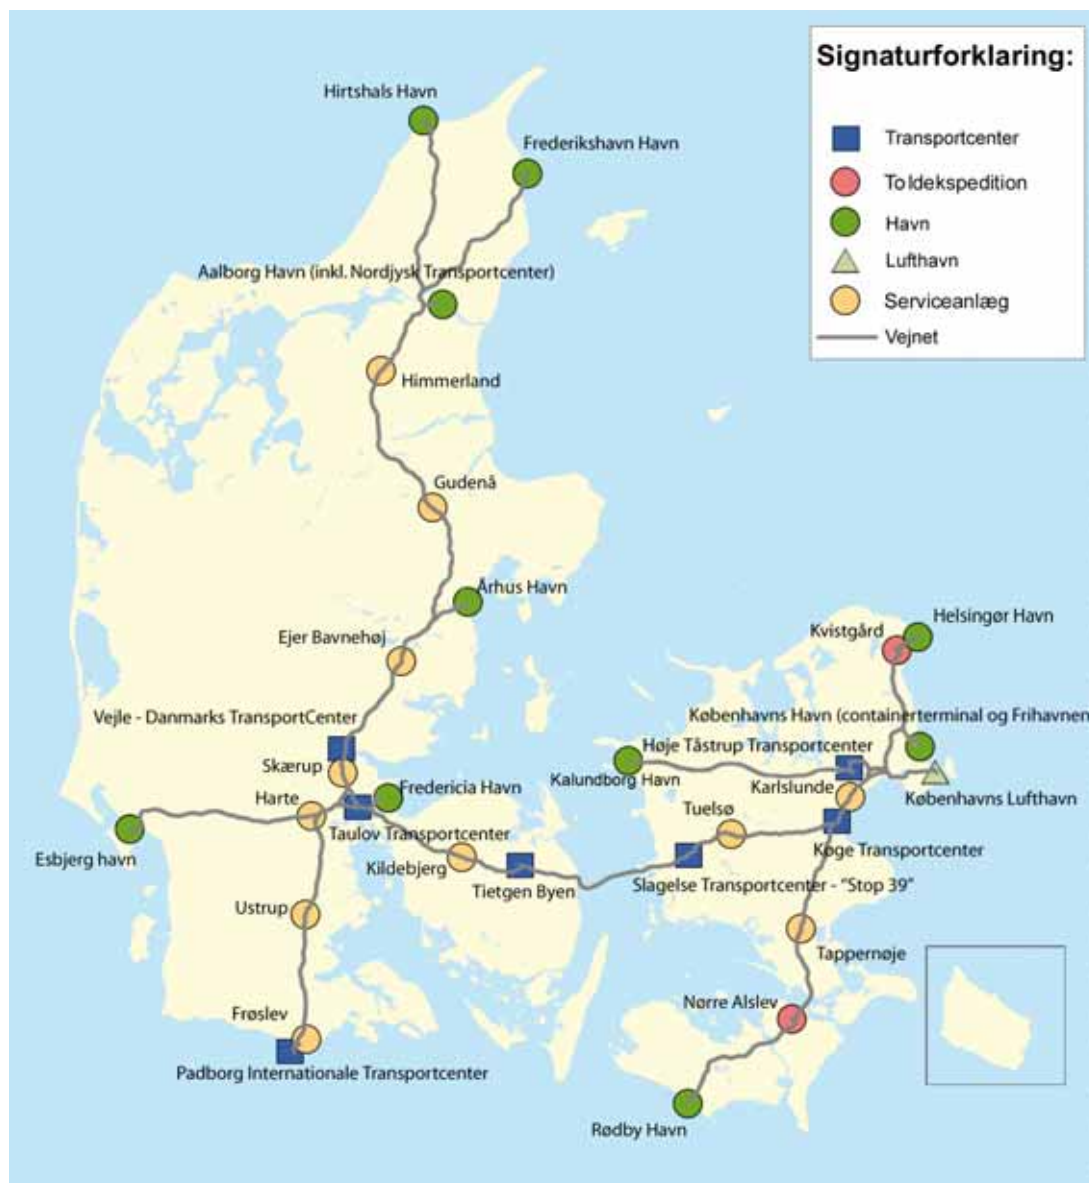 Signaturforklaring:
Transportcenter
Toldekspedition
Havn
Lufthavn
Serviceanlæg
Vejnet
Hirtshals Havn
Frederikshavn Havn
Aalborg Havn (inkl. Nordjysk Transportcenter)
Himmerland
Gudenå
Århus Havn
Ejer Bavnehøj
Vejle - Danmarks TransportCenter
Skærup
Harte
Fredericia Havn
Taulov Transportcenter
Esbjerg havn
Kildebjerg
Tietgen Byen
Ustrup
Frøslev
Padborg Internationale Transportcenter
Kvistgård
Helsingør Havn
Københavns Havn (containerterminal og Frihavnen
Høje Tåstrup Transportcenter
Kalundborg Havn
Karlslunde
Københavns Lufthavn
Tuelsø
Køge Transportcenter
Slagelse Transportcenter - "Stop 39"
Tappernøje
Nørre Alslev
Rødby Havn